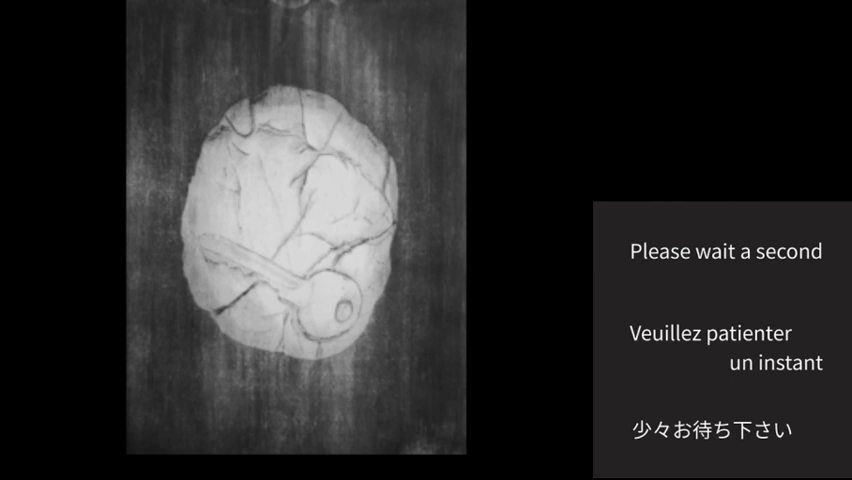 Please wait a second
Veuillez patienter
un instant
少々お待ち下さい